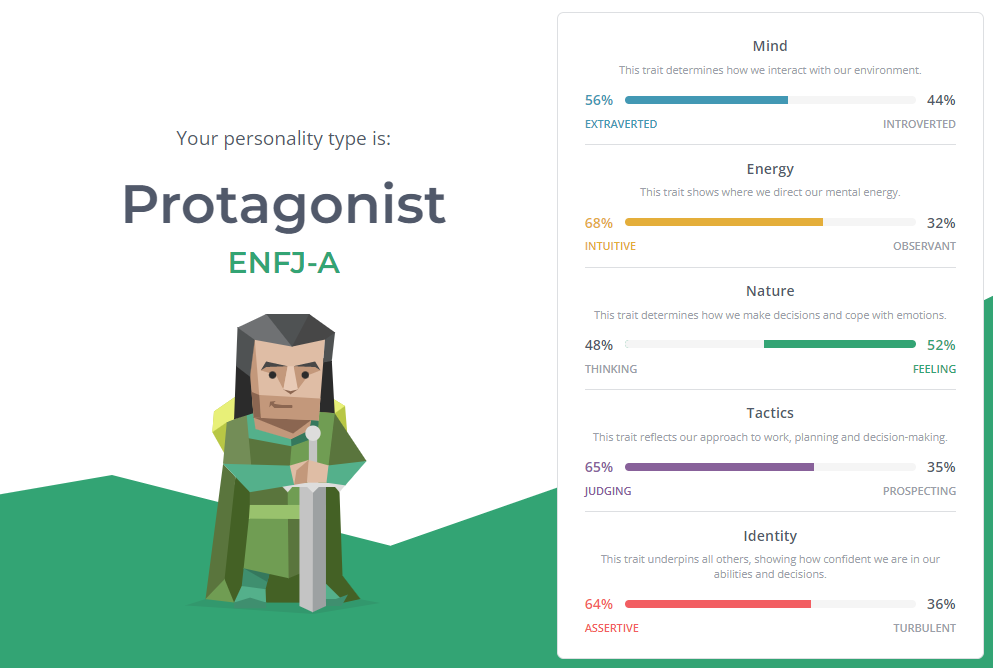 Your personality type is:
Protagonist
ENFJ-A
Mind
This trait determines how we interact with our environment.
56% 44%
EXTRAVERTED INTROVERTED
Energy
This trait shows where we direct our mental energy.
68% 32%
INTUITIVE OBSERVANT
Nature
This trait determines how we make decisions and cope with emotions.
48% 52%
THINKING FEELING
Tactics
This trait reflects our approach to work, planning and decision-making.
65% 35%
JUDGING PROSPECTING
Identity
This trait underpins all others, showing how confident we are in our
abilities and decisions.
64% 36%
ASSERTIVE TURBULENT